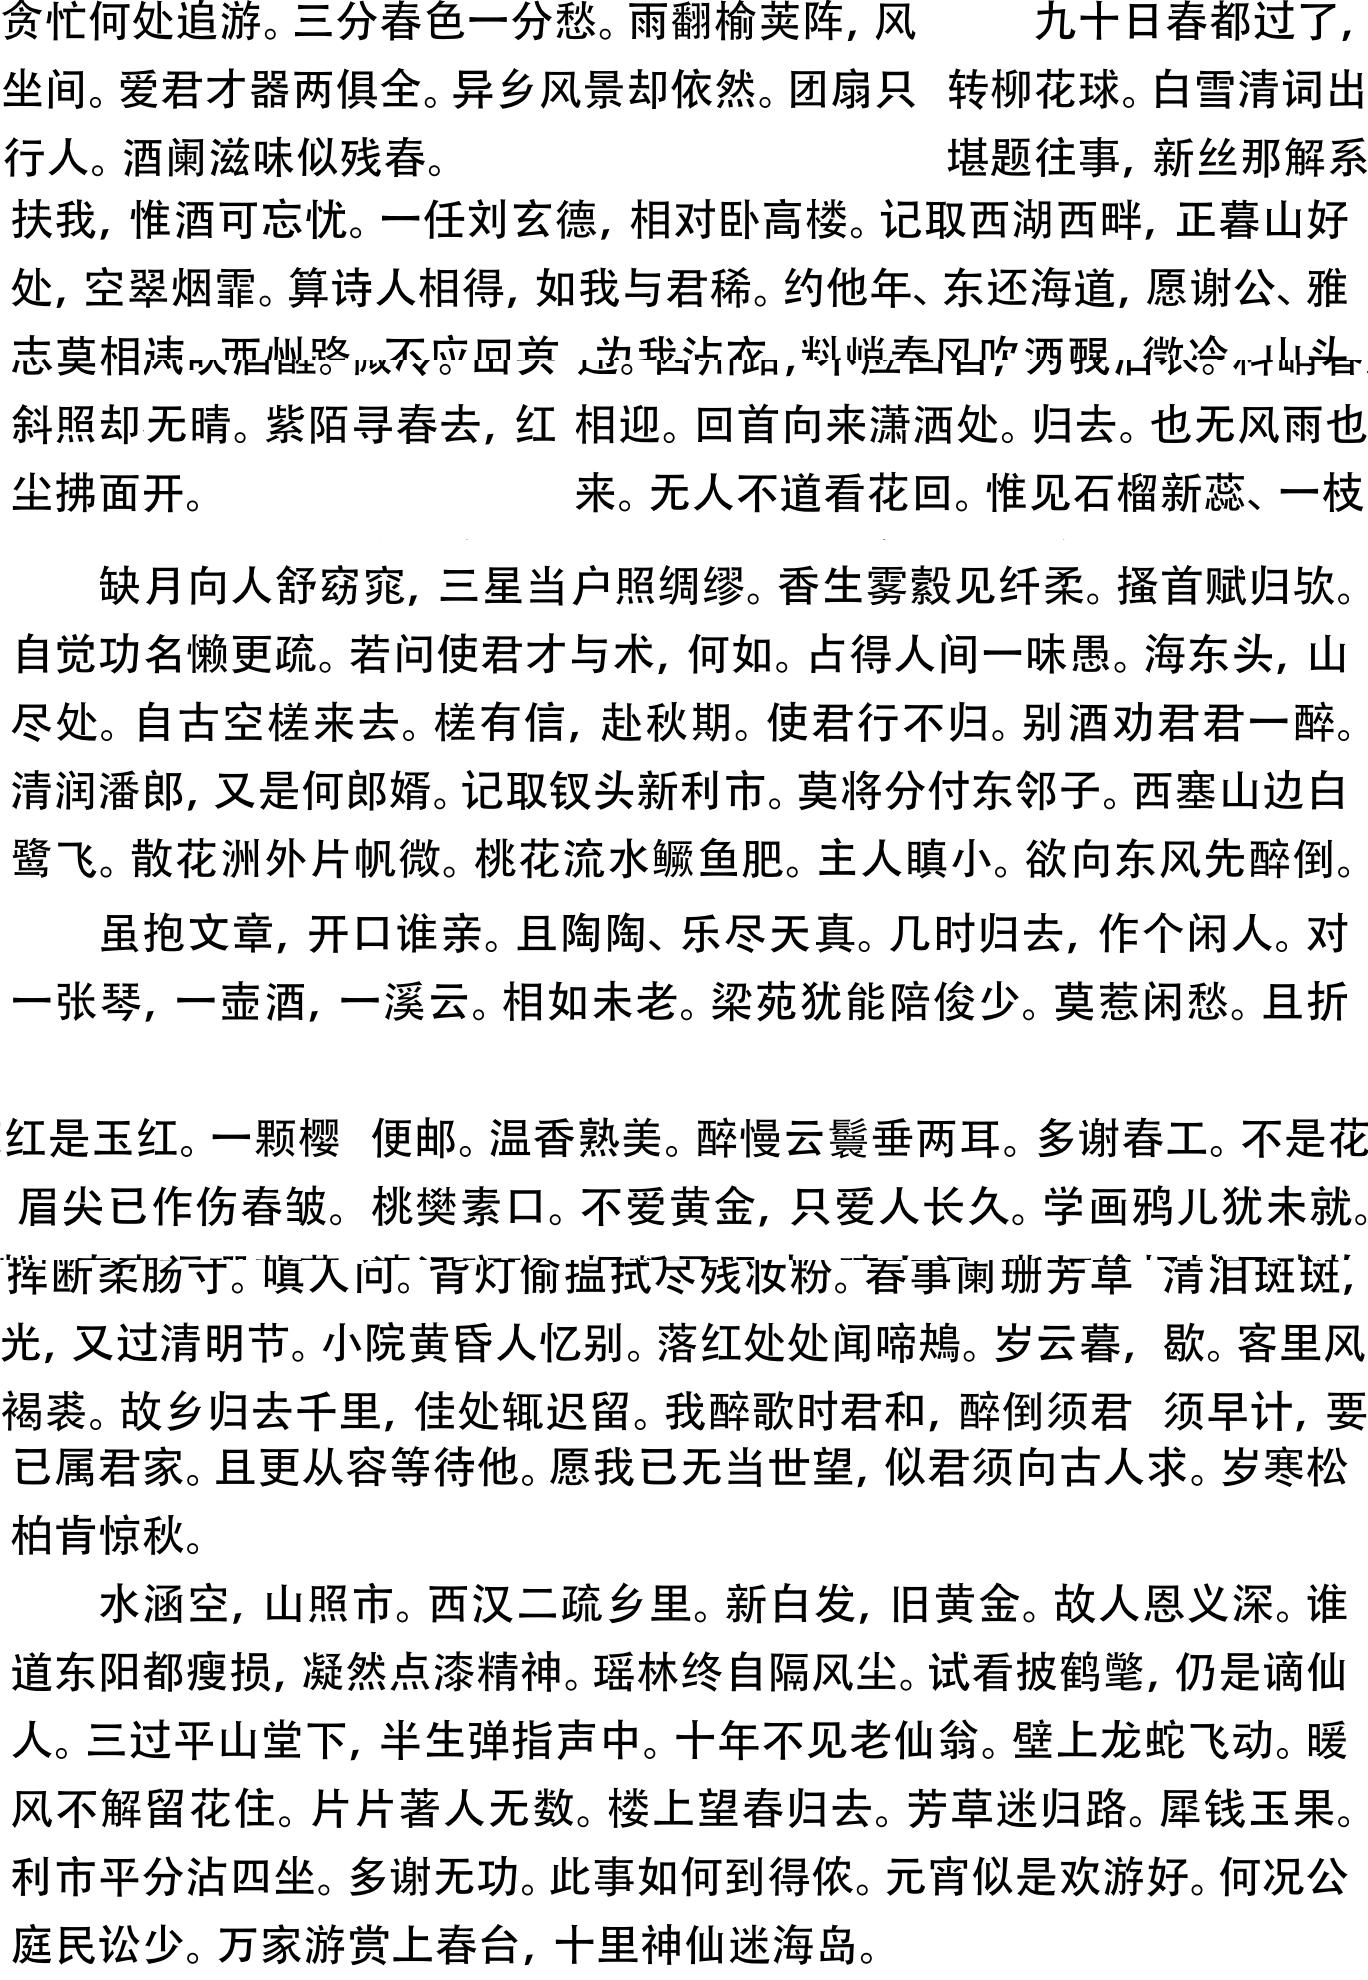 贪忙何处追游。三分春色一分愁。雨翻榆荚阵，风 九十日春都过了，
坐间。爱君才器两俱全。异乡风景却依然。团扇只 转柳花球。白雪清词出
行人。酒阑滋味似残春。 堪题往事，新丝那解系
扶我，惟酒可忘忧。一任刘玄德，相对卧高楼。记取西湖西畔，正暮山好
处，空翠烟霏。算诗人相得，如我与君稀。约他年、东还海道，愿谢公、雅
志莫相违。
斜照却无晴。紫陌寻春去，红 相迎。回首向来潇洒处。归去。也无风雨也
尘拂面开。 来。无人不道看花回。惟见石榴新蕊、一枝
缺月向人舒窈窕，三星当户照绸缪。香生雾縠见纤柔。搔首赋归欤。
自觉功名懒更疏。若问使君才与术，何如。占得人间一味愚。海东头，山
尽处。自古空槎来去。槎有信，赴秋期。使君行不归。别酒劝君君一醉。
清润潘郎，又是何郎婿。记取钗头新利市。莫将分付东邻子。西塞山边白
鹭飞。散花洲外片帆微。桃花流水鳜鱼肥。主人瞋小。欲向东风先醉倒。
虽抱文章，开口谁亲。且陶陶、乐尽天真。几时归去，作个闲人。对
一张琴，一壶酒，一溪云。相如未老。梁苑犹能陪俊少。莫惹闲愁。且折
红是玉红。一颗樱 便邮。温香熟美。醉慢云鬟垂两耳。多谢春工。不是花
眉尖已作伤春皱。 桃樊素口。不爱黄金，只爱人长久。学画鸦儿犹未就。
挥断柔肠寸。嗔人问。背灯偷揾拭尽残妆粉。春事阑珊芳草 清泪斑斑，
光，又过清明节。小院黄昏人忆别。落红处处闻啼鴂。岁云暮， 歇。客里风
褐裘。故乡归去千里，佳处辄迟留。我醉歌时君和，醉倒须君 须早计，要
已属君家。且更从容等待他。愿我已无当世望，似君须向古人求。岁寒松
柏肯惊秋。
水涵空，山照市。西汉二疏乡里。新白发，旧黄金。故人恩义深。谁
道东阳都瘦损，凝然点漆精神。瑶林终自隔风尘。试看披鹤氅，仍是谪仙
人。三过平山堂下，半生弹指声中。十年不见老仙翁。壁上龙蛇飞动。暖
风不解留花住。片片著人无数。楼上望春归去。芳草迷归路。犀钱玉果。
利市平分沾四坐。多谢无功。此事如何到得侬。元宵似是欢游好。何况公
庭民讼少。万家游赏上春台，十里神仙迷海岛。